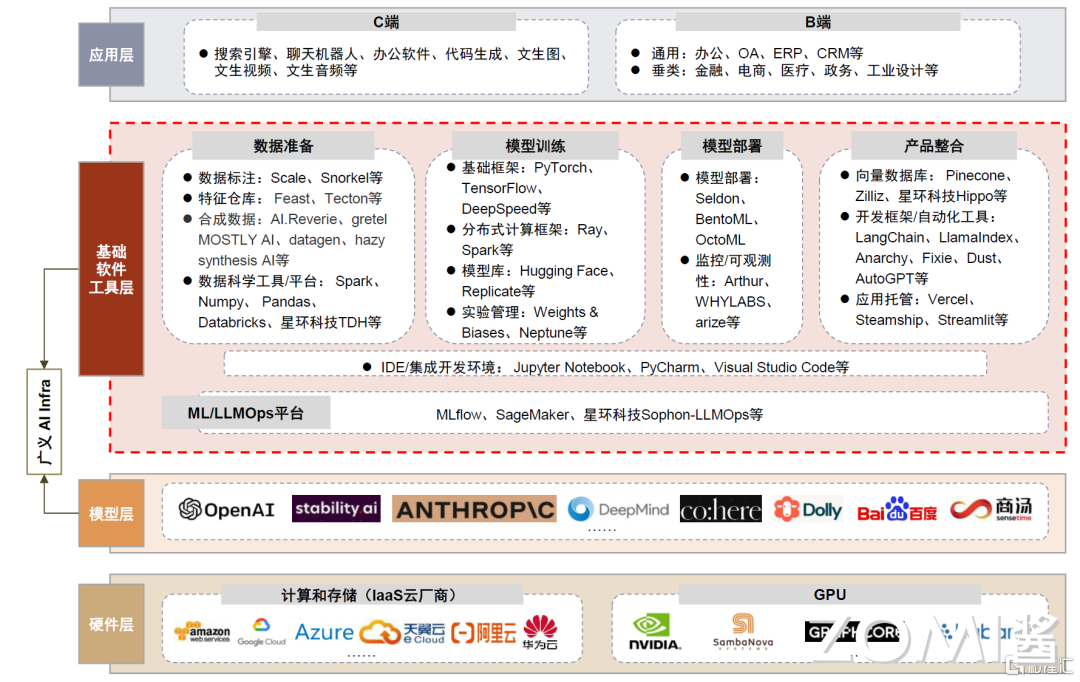 应用层
C端
● 搜索引擎、聊天机器人、办公软件、代码生成、文生图、
文生视频、文生音频等
B端
● 通用：办公、OA、ERP、CRM等
● 垂类：金融、电商、医疗、政务、工业设计等
基础
软件
工具层
数据准备
● 数据标注：Scale、Snorkel等
● 特征仓库： Feast、Tecton等
● 合成数据：AI.Reverie、gretel
MOSTLY AI、datagen、hazy
synthesis AI等
● 数据科学工具/平台： Spark、
Numpy、 Pandas、
Databricks、星环科技TDH等
模型训练
● 基础框架：PyTorch、
TensorFlow、
DeepSpeed等
● 分布式计算框架：Ray、
Spark等
● 模型库：Hugging Face、
Replicate等
● 实验管理：Weights &
Biases、Neptune等
模型部署
● 模型部署：
Seldon、
BentoML、
OctoML
● 监控/可观测
性：Arthur、
WHYLABS、
arize等
产品整合
● 向量数据库： Pinecone、
Zilliz、星环科技Hippo等
● 开发框架/自动化工具：
LangChain、LlamaIndex、
Anarchy、Fixie、Dust、
AutoGPT等
● 应用托管：Vercel、
Steamship、Streamlit等
● IDE/集成开发环境： Jupyter Notebook、PyCharm、Visual Studio Code等
ML/LLMOps平台
MLflow、SageMaker、星环科技Sophon-LLMOps等
广义 AI Infra
模型层
OpenAI
stability.ai
ANTHROP\C
DeepMind
co:here
Dolly
Bai du 百度
商汤
sensetime
......
硬件层
计算和存储（IaaS云厂商）
amazon
web services
Google Cloud
Azure
天翼云
e Cloud
阿里云
华为云
......
GPU
NVIDIA.
SambaNova
SYSTEMS
GRAPHCORE
ZOMI酱